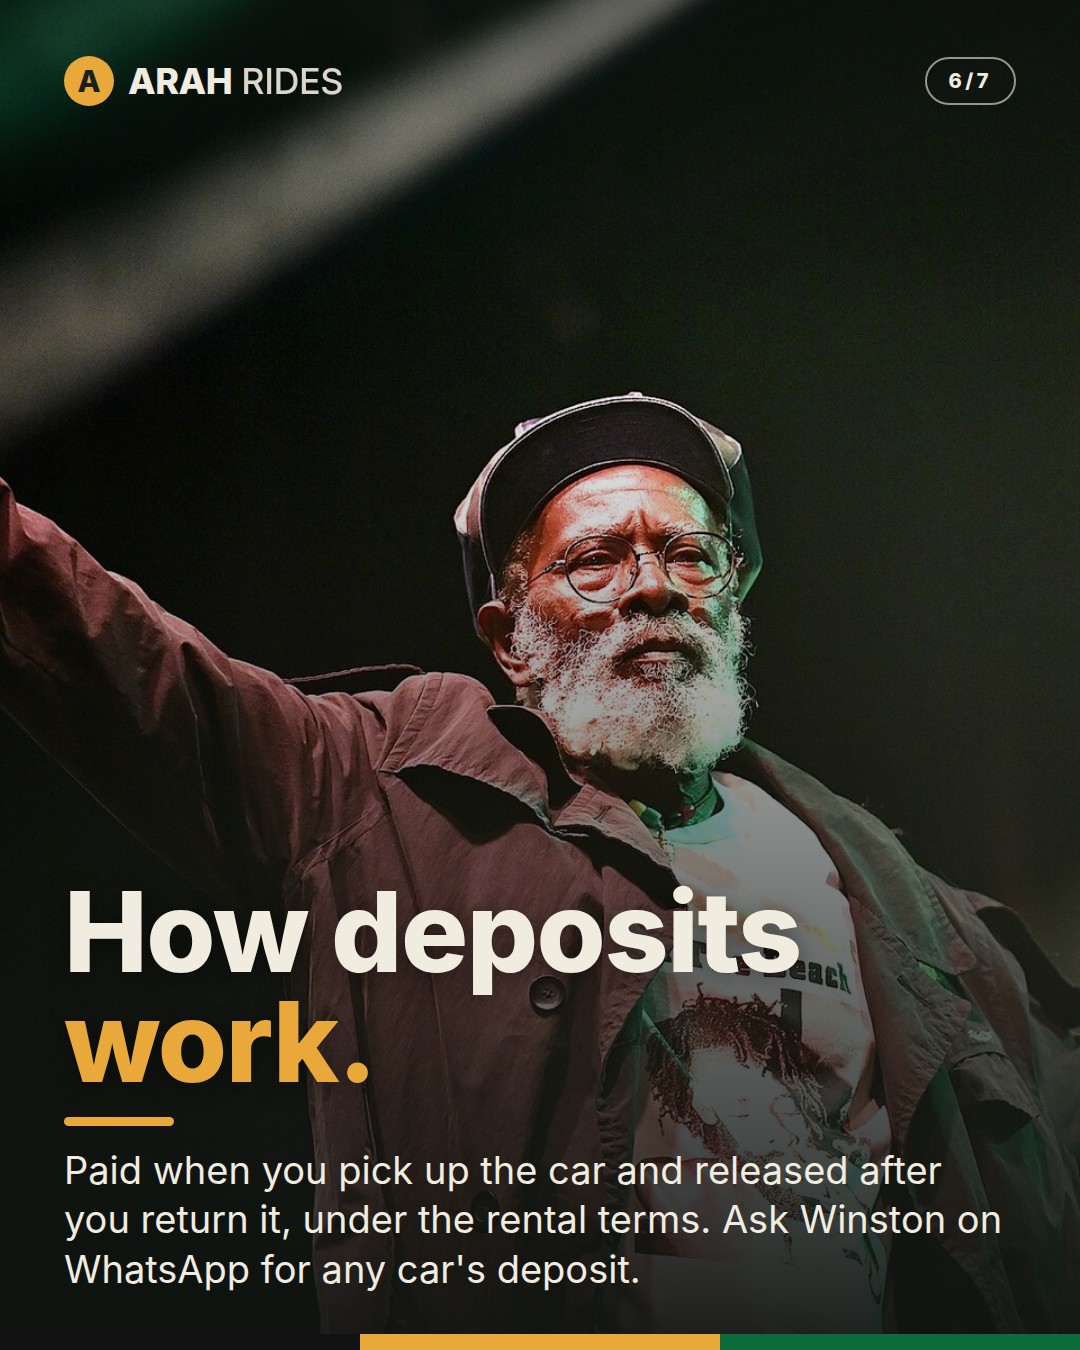 A ARAH RIDES
6/7
How deposits
work.
Paid when you pick up the car and released after
you return it, under the rental terms. Ask Winston on
WhatsApp for any car's deposit.